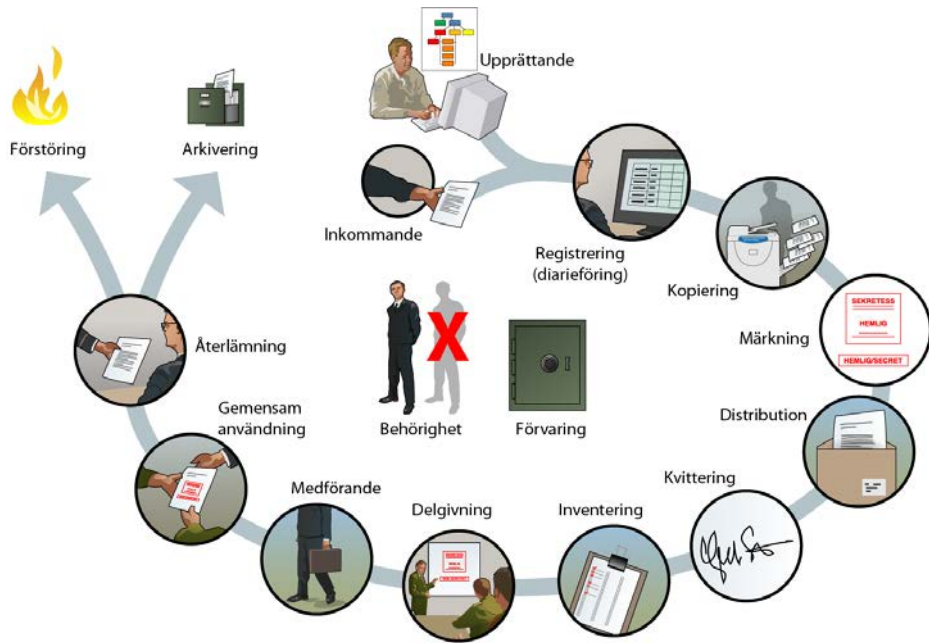 Upprättande
Förstöring
Arkivering
Inkommande
Registrering
(diarieföring)
Kopiering
SEKRETESS
HEMLIG
HEMLIG/SECRET
Märkning
Återlämning
Behörighet
Förvaring
Distribution
Gemensam
användning
Kvittering
Medförande
Delgivning
Inventering